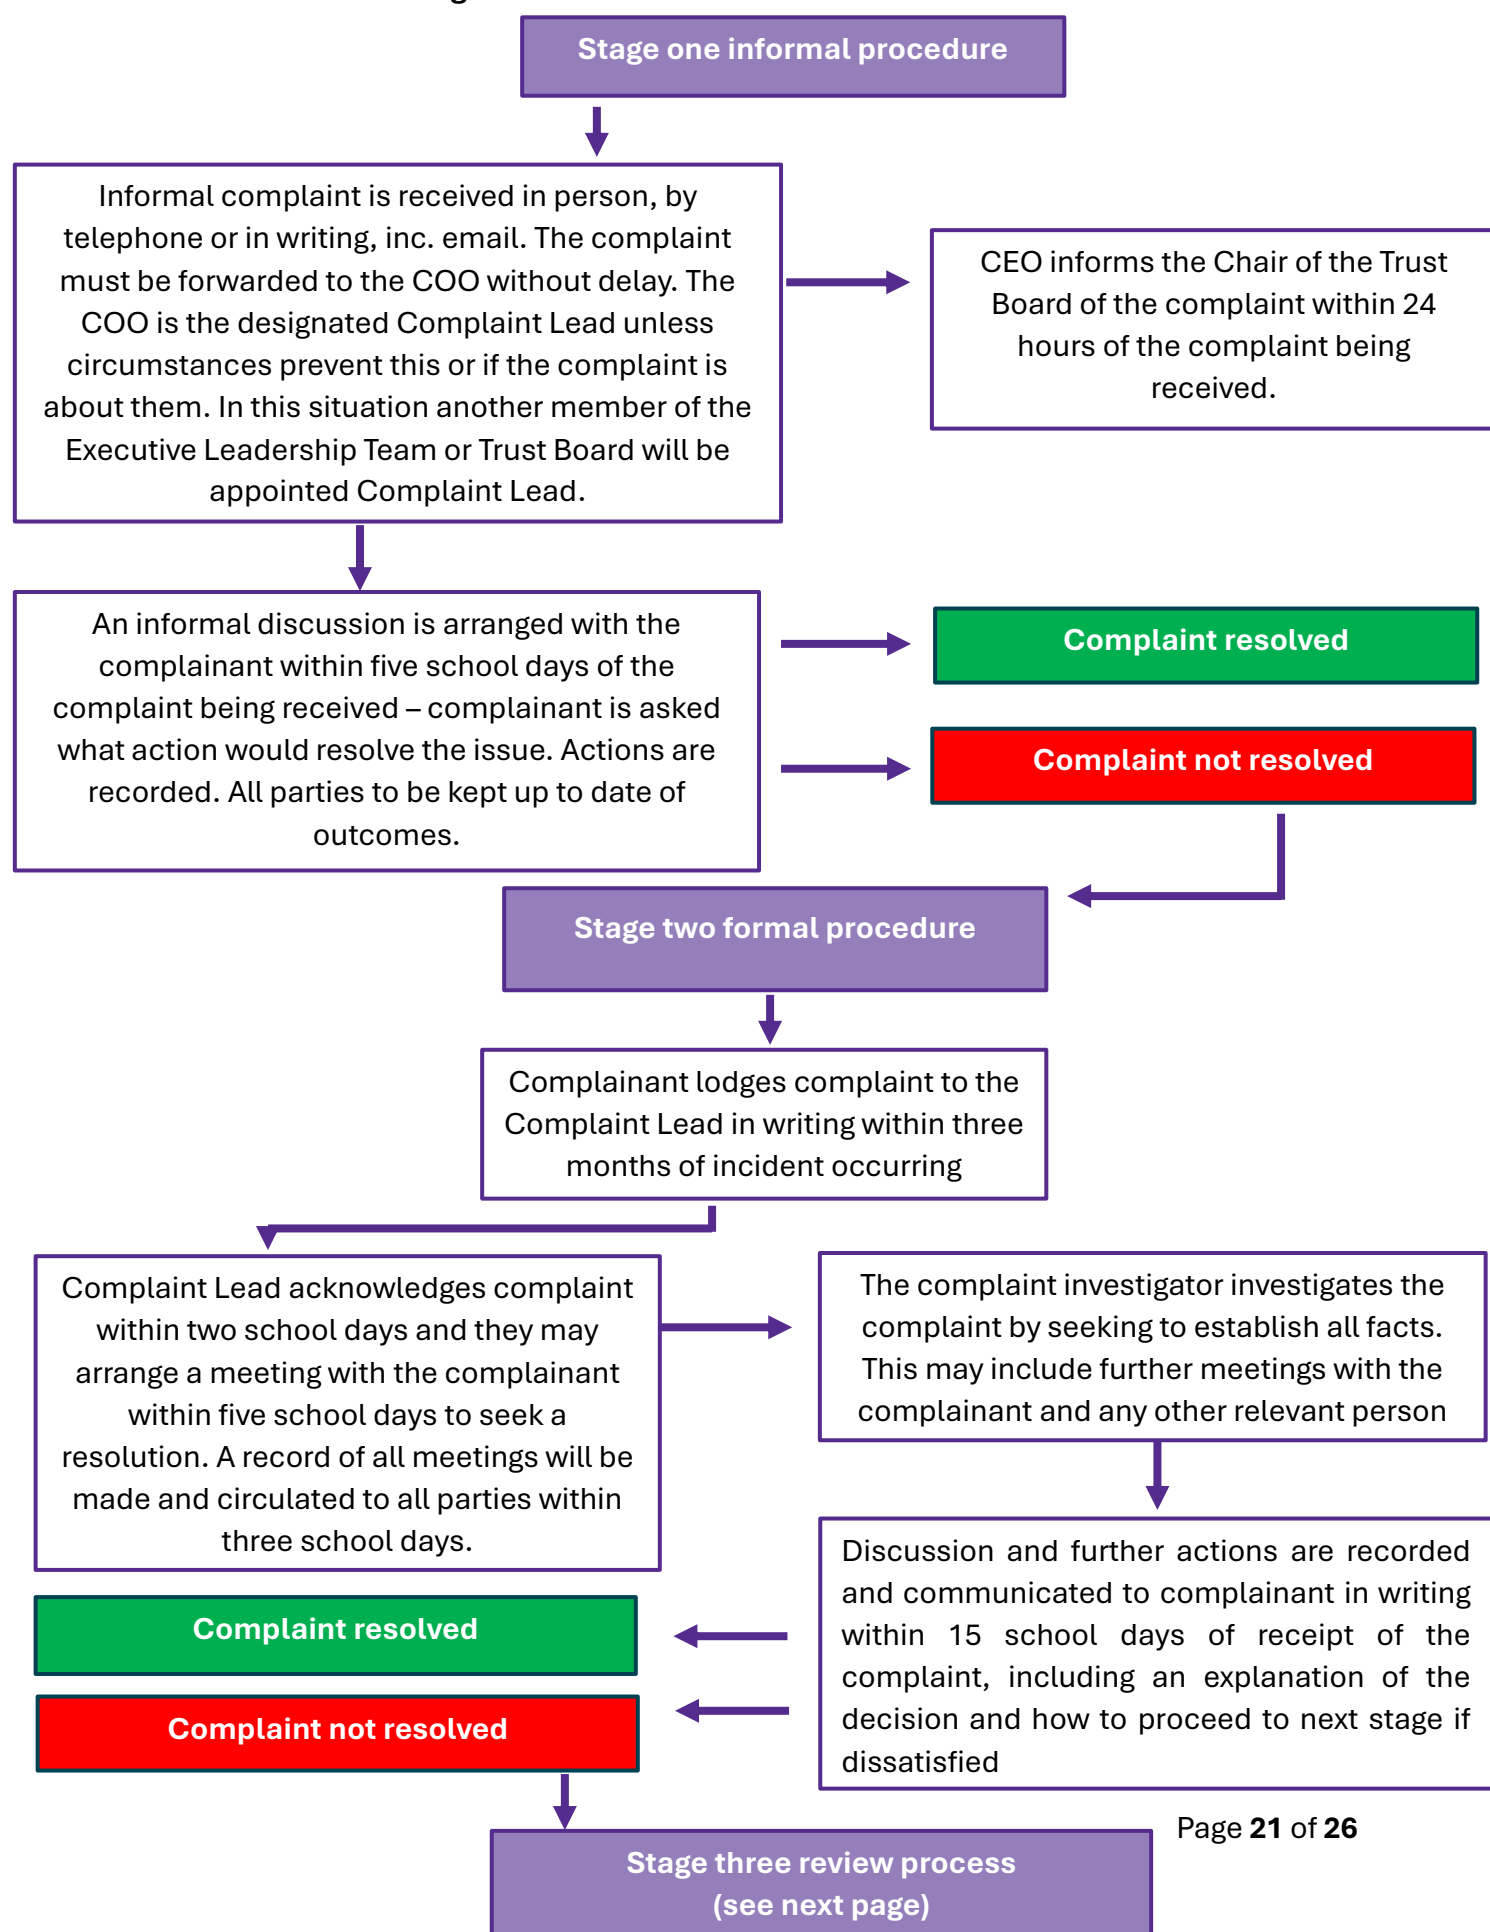 Stage one informal procedure
Informal complaint is received in person, by
telephone or in writing, inc. email. The complaint
must be forwarded to the COO without delay. The
COO is the designated Complaint Lead unless
circumstances prevent this or if the complaint is
about them. In this situation another member of the
Executive Leadership Team or Trust Board will be
appointed Complaint Lead.
CEO informs the Chair of the Trust
Board of the complaint within 24
hours of the complaint being
received.
An informal discussion is arranged with the
complainant within five school days of the
complaint being received – complainant is asked
what action would resolve the issue. Actions are
recorded. All parties to be kept up to date of
outcomes.
Complaint resolved
Complaint not resolved
Stage two formal procedure
Complainant lodges complaint to the
Complaint Lead in writing within three
months of incident occurring
Complaint Lead acknowledges complaint
within two school days and they may
arrange a meeting with the complainant
within five school days to seek a
resolution. A record of all meetings will be
made and circulated to all parties within
three school days.
The complaint investigator investigates the
complaint by seeking to establish all facts.
This may include further meetings with the
complainant and any other relevant person
Discussion and further actions are recorded
and communicated to complainant in writing
within 15 school days of receipt of the
complaint, including an explanation of the
decision and how to proceed to next stage if
dissatisfied
Complaint resolved
Complaint not resolved
Page 21 of 26
Stage three review process
(see next page)